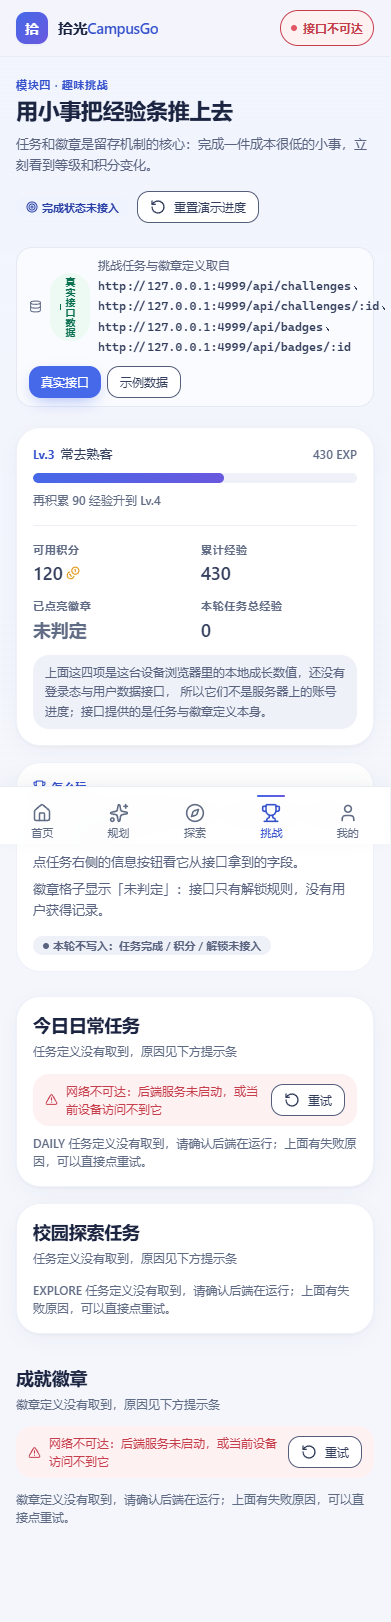 拾
拾光CampusGo
接口不可达
模块四 · 趣味挑战
用小事把经验条推上去
任务和徽章是留存机制的核心：完成一件成本很低的小事，立
刻看到等级和积分变化。
完成状态未接入
重置演示进度
真实接口数据
挑战任务与徽章定义取自
http://127.0.0.1:4999/api/challenges、
http://127.0.0.1:4999/api/challenges/:id、
http://127.0.0.1:4999/api/badges、
http://127.0.0.1:4999/api/badges/:id
真实接口
示例数据
Lv.3 常去熟客
430 EXP
再积累 90 经验升到 Lv.4
可用积分
累计经验
120
430
已点亮徽章
本轮任务总经验
未判定
0
上面这四项是这台设备浏览器里的本地成长数值，还没有
登录态与用户数据接口， 所以它们不是服务器上的账号
进度；接口提供的是任务与徽章定义本身。
首页
规划
探索
挑战
我的
点任务右侧的信息按钮看它从接口拿到的字段。
徽章格子显示「未判定」：接口只有解锁规则，没有用
户获得记录。
本轮不写入：任务完成 / 积分 / 解锁未接入
今日日常任务
任务定义没有取到，原因见下方提示条
网络不可达：后端服务未启动，或当
前设备访问不到它
重试
DAILY 任务定义没有取到，请确认后端在运行；上面有失败原
因，可以直接点重试。
校园探索任务
任务定义没有取到，原因见下方提示条
EXPLORE 任务定义没有取到，请确认后端在运行；上面有失
败原因，可以直接点重试。
成就徽章
徽章定义没有取到，原因见下方提示条
网络不可达：后端服务未启动，或当前设备
访问不到它
重试
徽章定义没有取到，请确认后端在运行；上面有失败原因，可以直
接点重试。